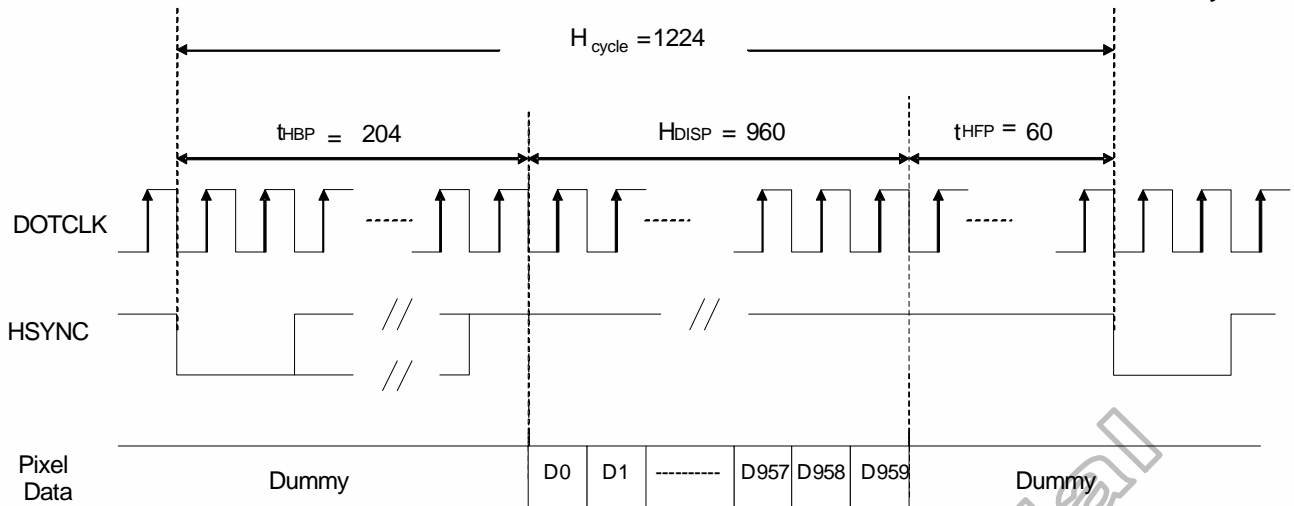 H cycle = 1224
tHBP = 204
HDISP = 960
tHFP = 60
DOTCLK
HSYNC
Pixel
Data
Dummy
D0
D1
D957
D958
D959
Dummy